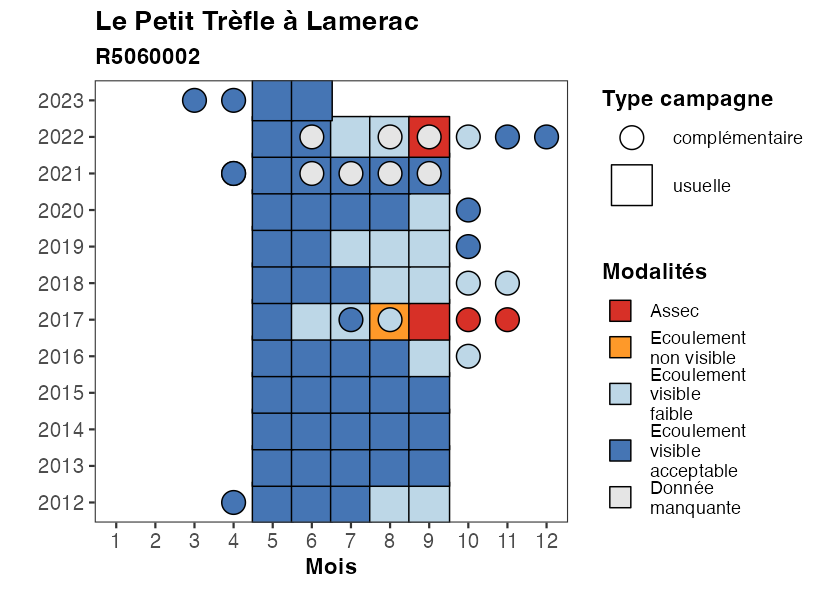 Le Petit Trèfle à Lamerac
R5060002
2023
2022
2021
2020
2019
2018
2017
2016
2015
2014
2013
2012
1 2 3 4 5 6 7 8 9 10 11 12
Mois
Type campagne
complémentaire
usuelle
Modalités
Assec
Ecoulement
non visible
Ecoulement
visible
faible
Ecoulement
visible
acceptable
Donnée
manquante